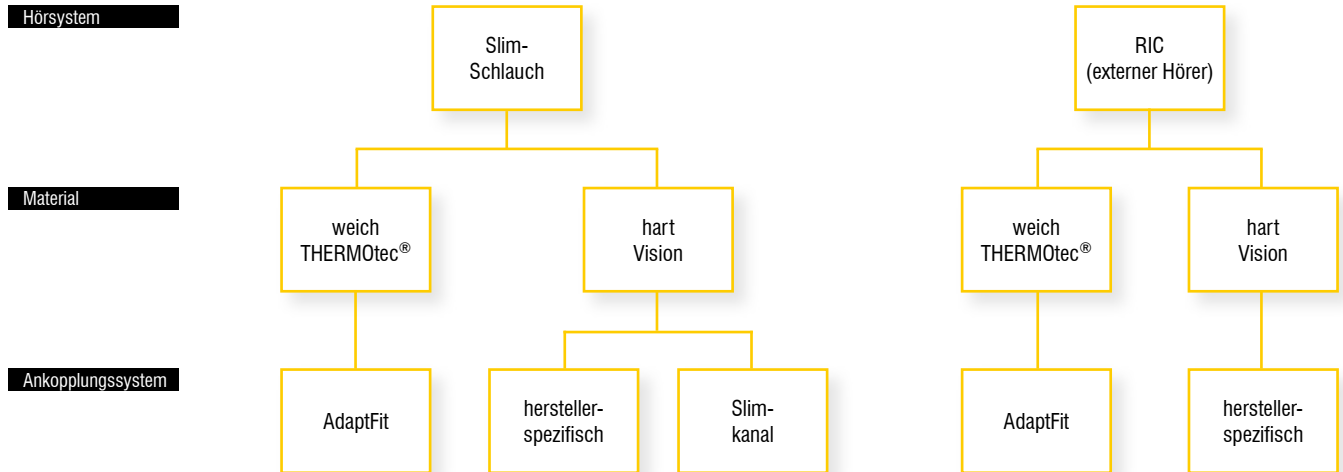 Hörsystem
Slim-
Schlauch
RIC
(externer Hörer)
Material
weich
THERMOtec®
hart
Vision
weich
THERMOtec®
hart
Vision
Ankopplungssystem
AdaptFit
hersteller-
spezifisch
Slim-
kanal
AdaptFit
hersteller-
spezifisch